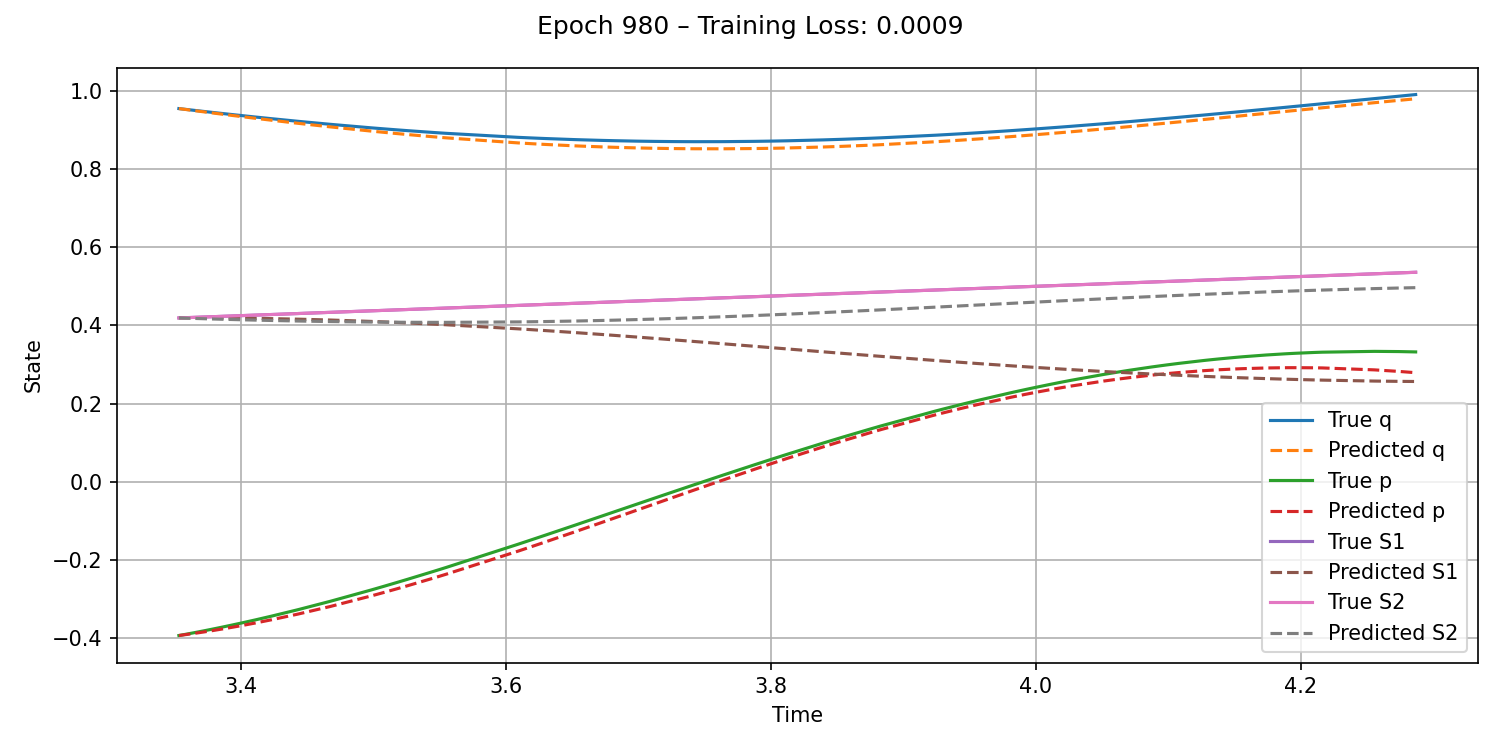 Epoch 980 – Training Loss: 0.0009
1.0
0.8
0.6
0.4
0.2
0.0
−0.2
−0.4
State
3.4
3.6
3.8
4.0
4.2
Time
True q
Predicted q
True p
Predicted p
True S1
Predicted S1
True S2
Predicted S2